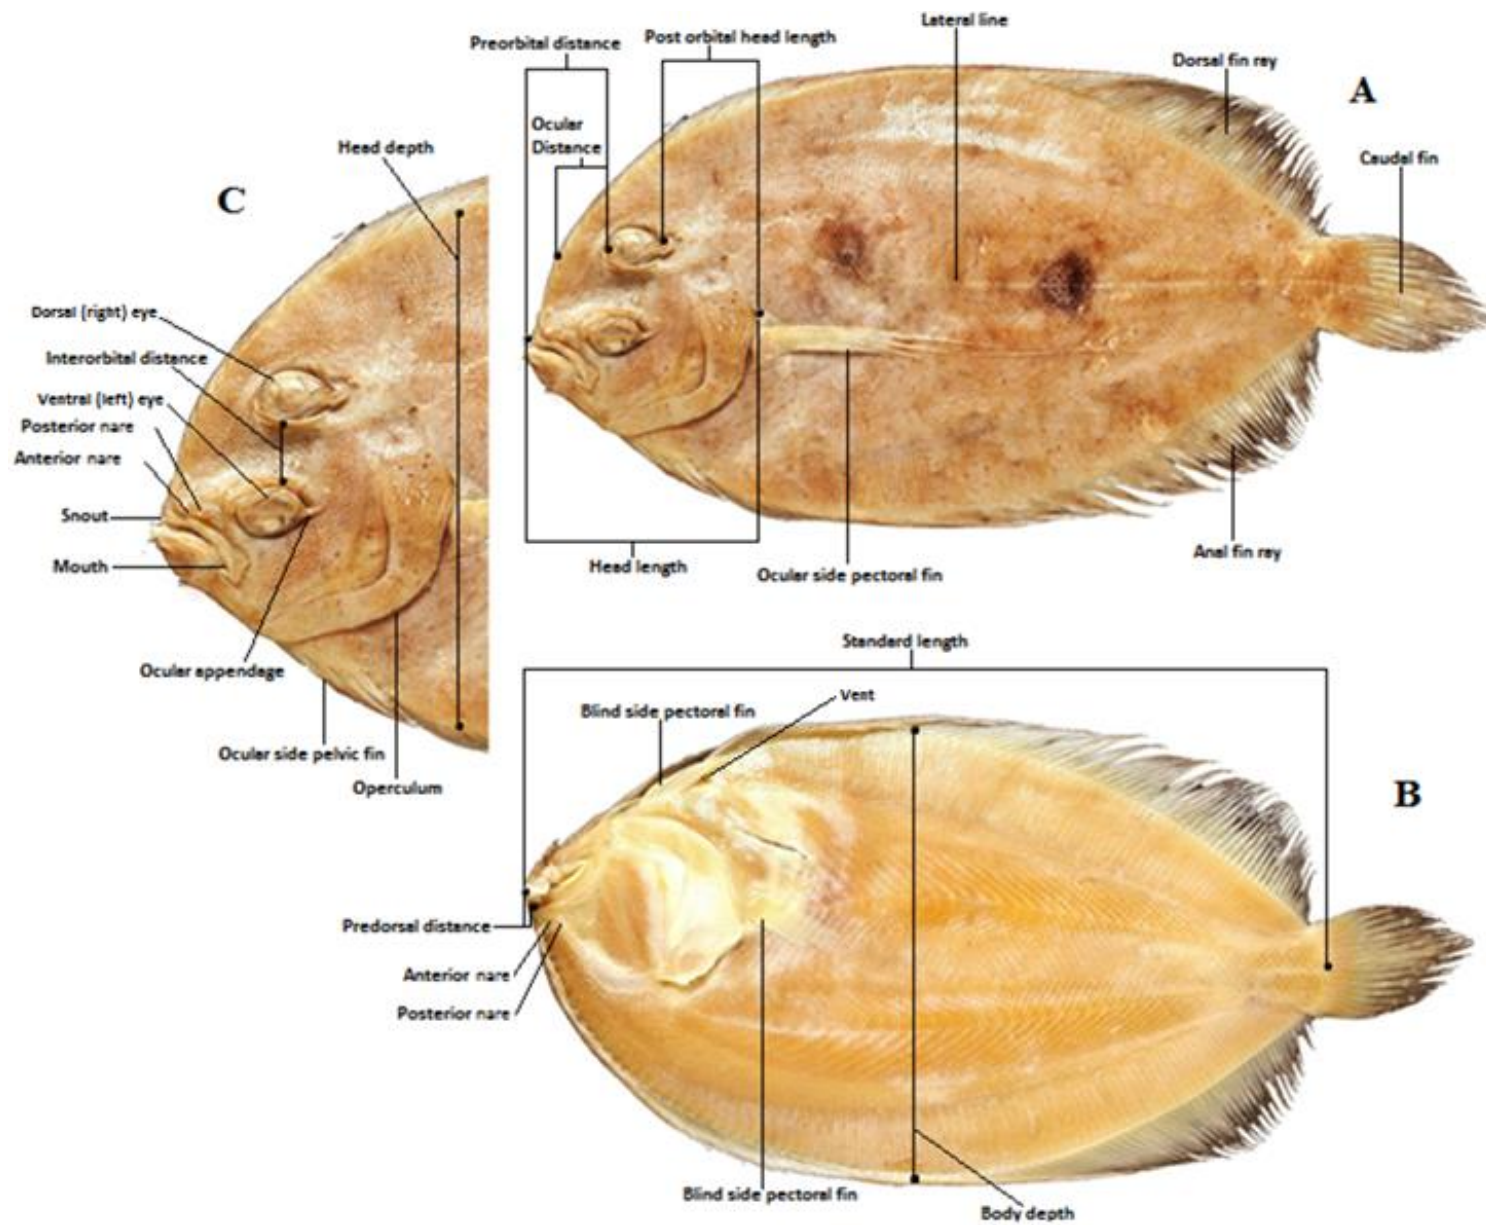 Lateral line
Preorbital distance
Post orbital head length
Dorsal fin ray
A
Ocular
Distance
Caudal fin
Head depth
C
Dorsal (right) eye
Interorbital distance
Ventral (left) eye
Posterior nare
Anterior nare
Snout
Mouth
Head length
Ocular side pectoral fin
Anal fin ray
Ocular appendage
Ocular side pelvic fin
Operculum
Standard length
Blind side pectoral fin
Vent
B
Predorsal distance
Anterior nare
Posterior nare
Blind side pectoral fin
Body depth